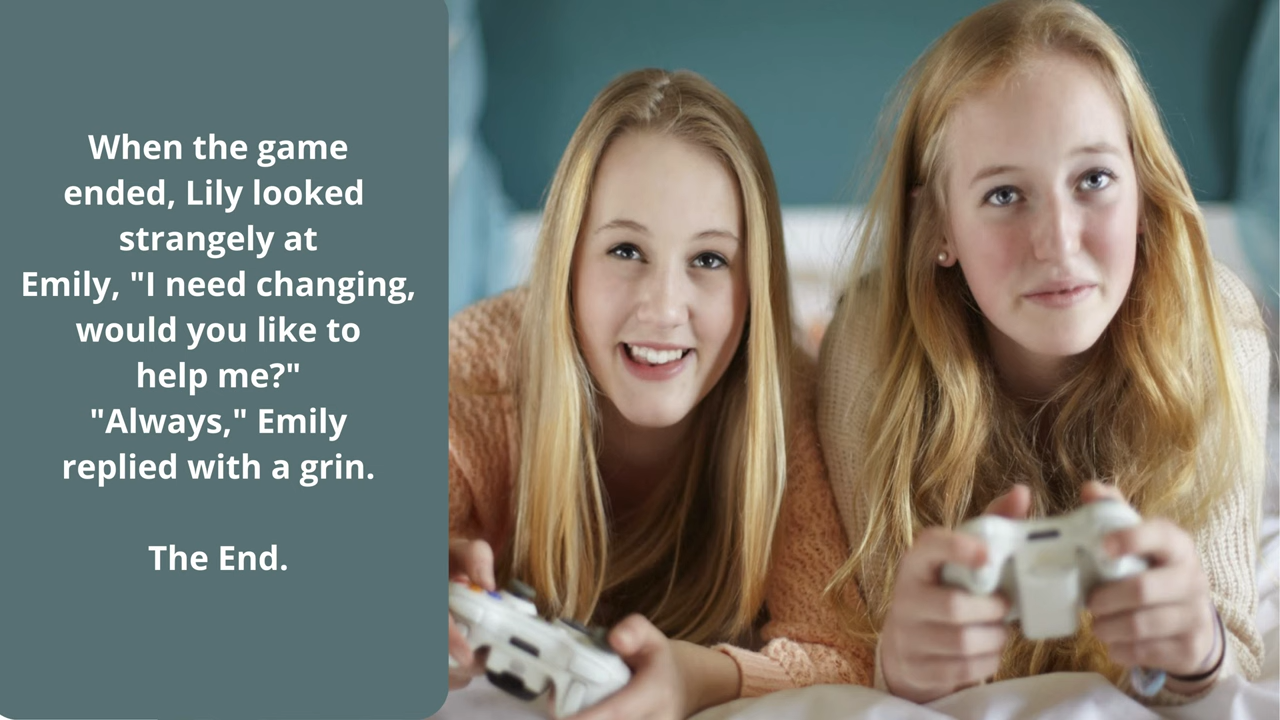 When the game
ended, Lily looked
strangely at
Emily, "I need changing,
would you like to
help me?"
"Always," Emily
replied with a grin.
The End.